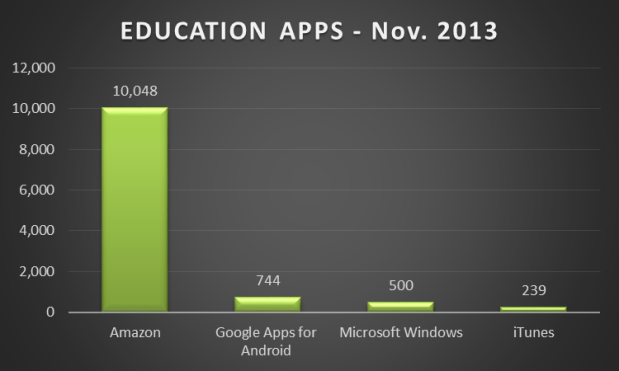 EDUCATION APPS - Nov. 2013
12,000
10,000
8,000
6,000
4,000
2,000
0
10,048
744
500
239
Amazon
Google Apps for
Android
Microsoft Windows
iTunes